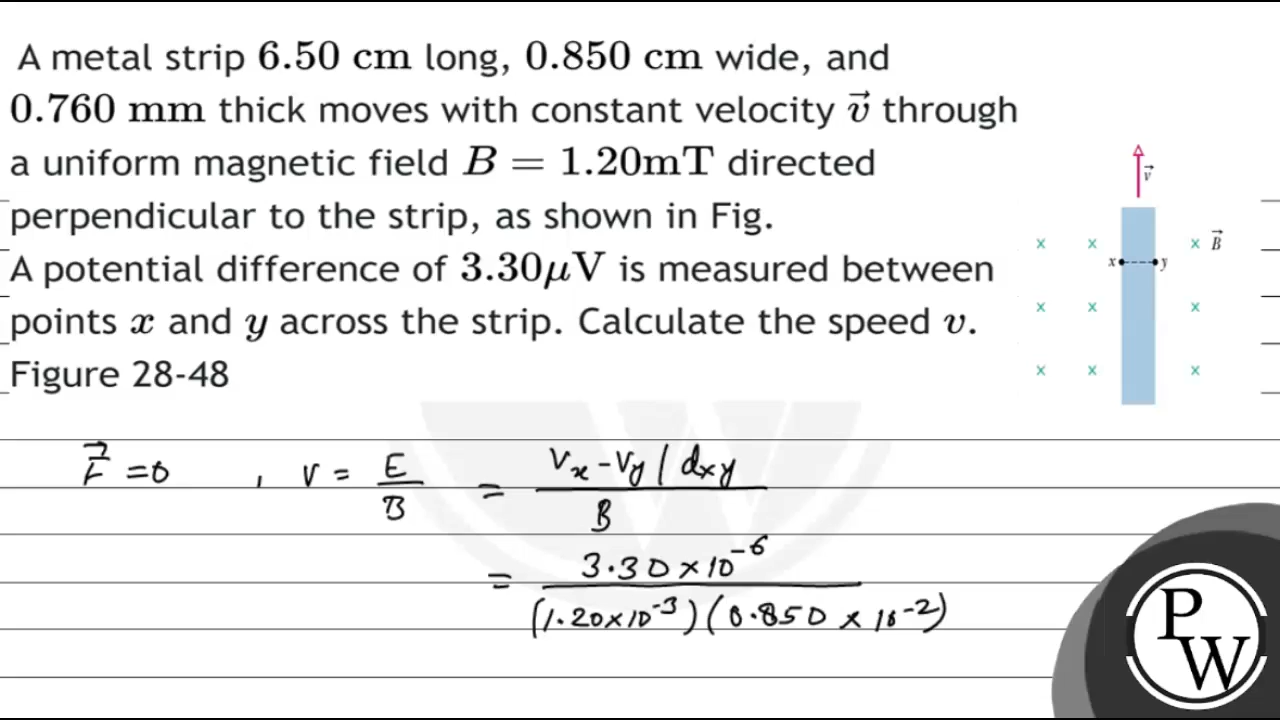 A metal strip 6.50 cm long, 0.850 cm wide, and
0.760 mm thick moves with constant velocity v⃗ through
a uniform magnetic field B = 1.20mT directed
perpendicular to the strip, as shown in Fig.
A potential difference of 3.30μV is measured between
points x and y across the strip. Calculate the speed v.
Figure 28-48
v⃗
x x x B⃗
x y
x x x
x x x
F⃗ = 0 , v = E/B = Vx - Vy / dxy / B
= 3.30 × 10^-6 / (1.20 × 10^-3) (0.850 × 10^-2)
P
W